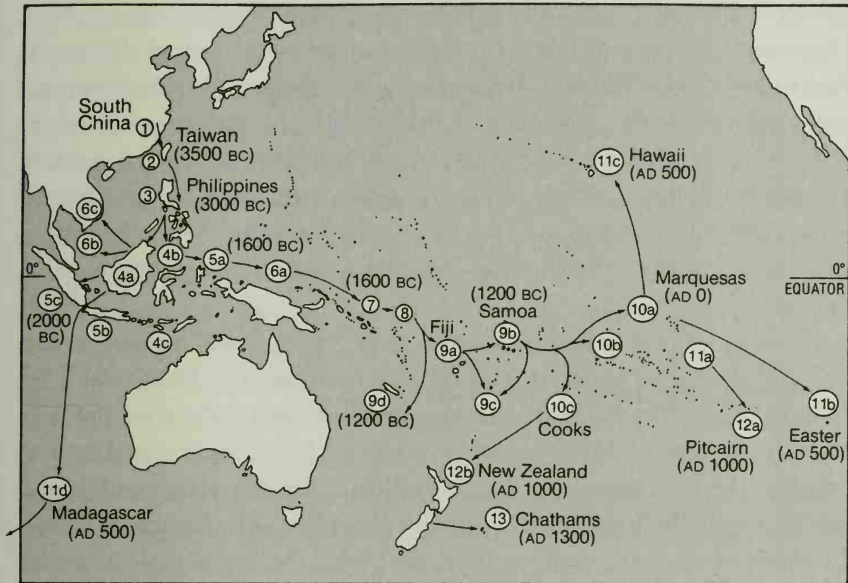 South
China
1
Taiwan
(3500 BC)
2
3
Philippines
(3000 BC)
11c
Hawaii
(AD 500)
6c
6b
4b
5a
(1600 BC)
6a
0°
4a
(1600 BC)
7
8
Marquesas
(AD 0)
0°
EQUATOR
5c
(2000
BC)
5b
4c
(1200 BC)
Samoa
Fiji
9a
9b
10a
10b
11a
9d
(1200 BC)
9c
10c
Cooks
12a
Pitcairn
(AD 1000)
11b
Easter
(AD 500)
11d
Madagascar
(AD 500)
12b
New Zealand
(AD 1000)
13
Chathams
(AD 1300)